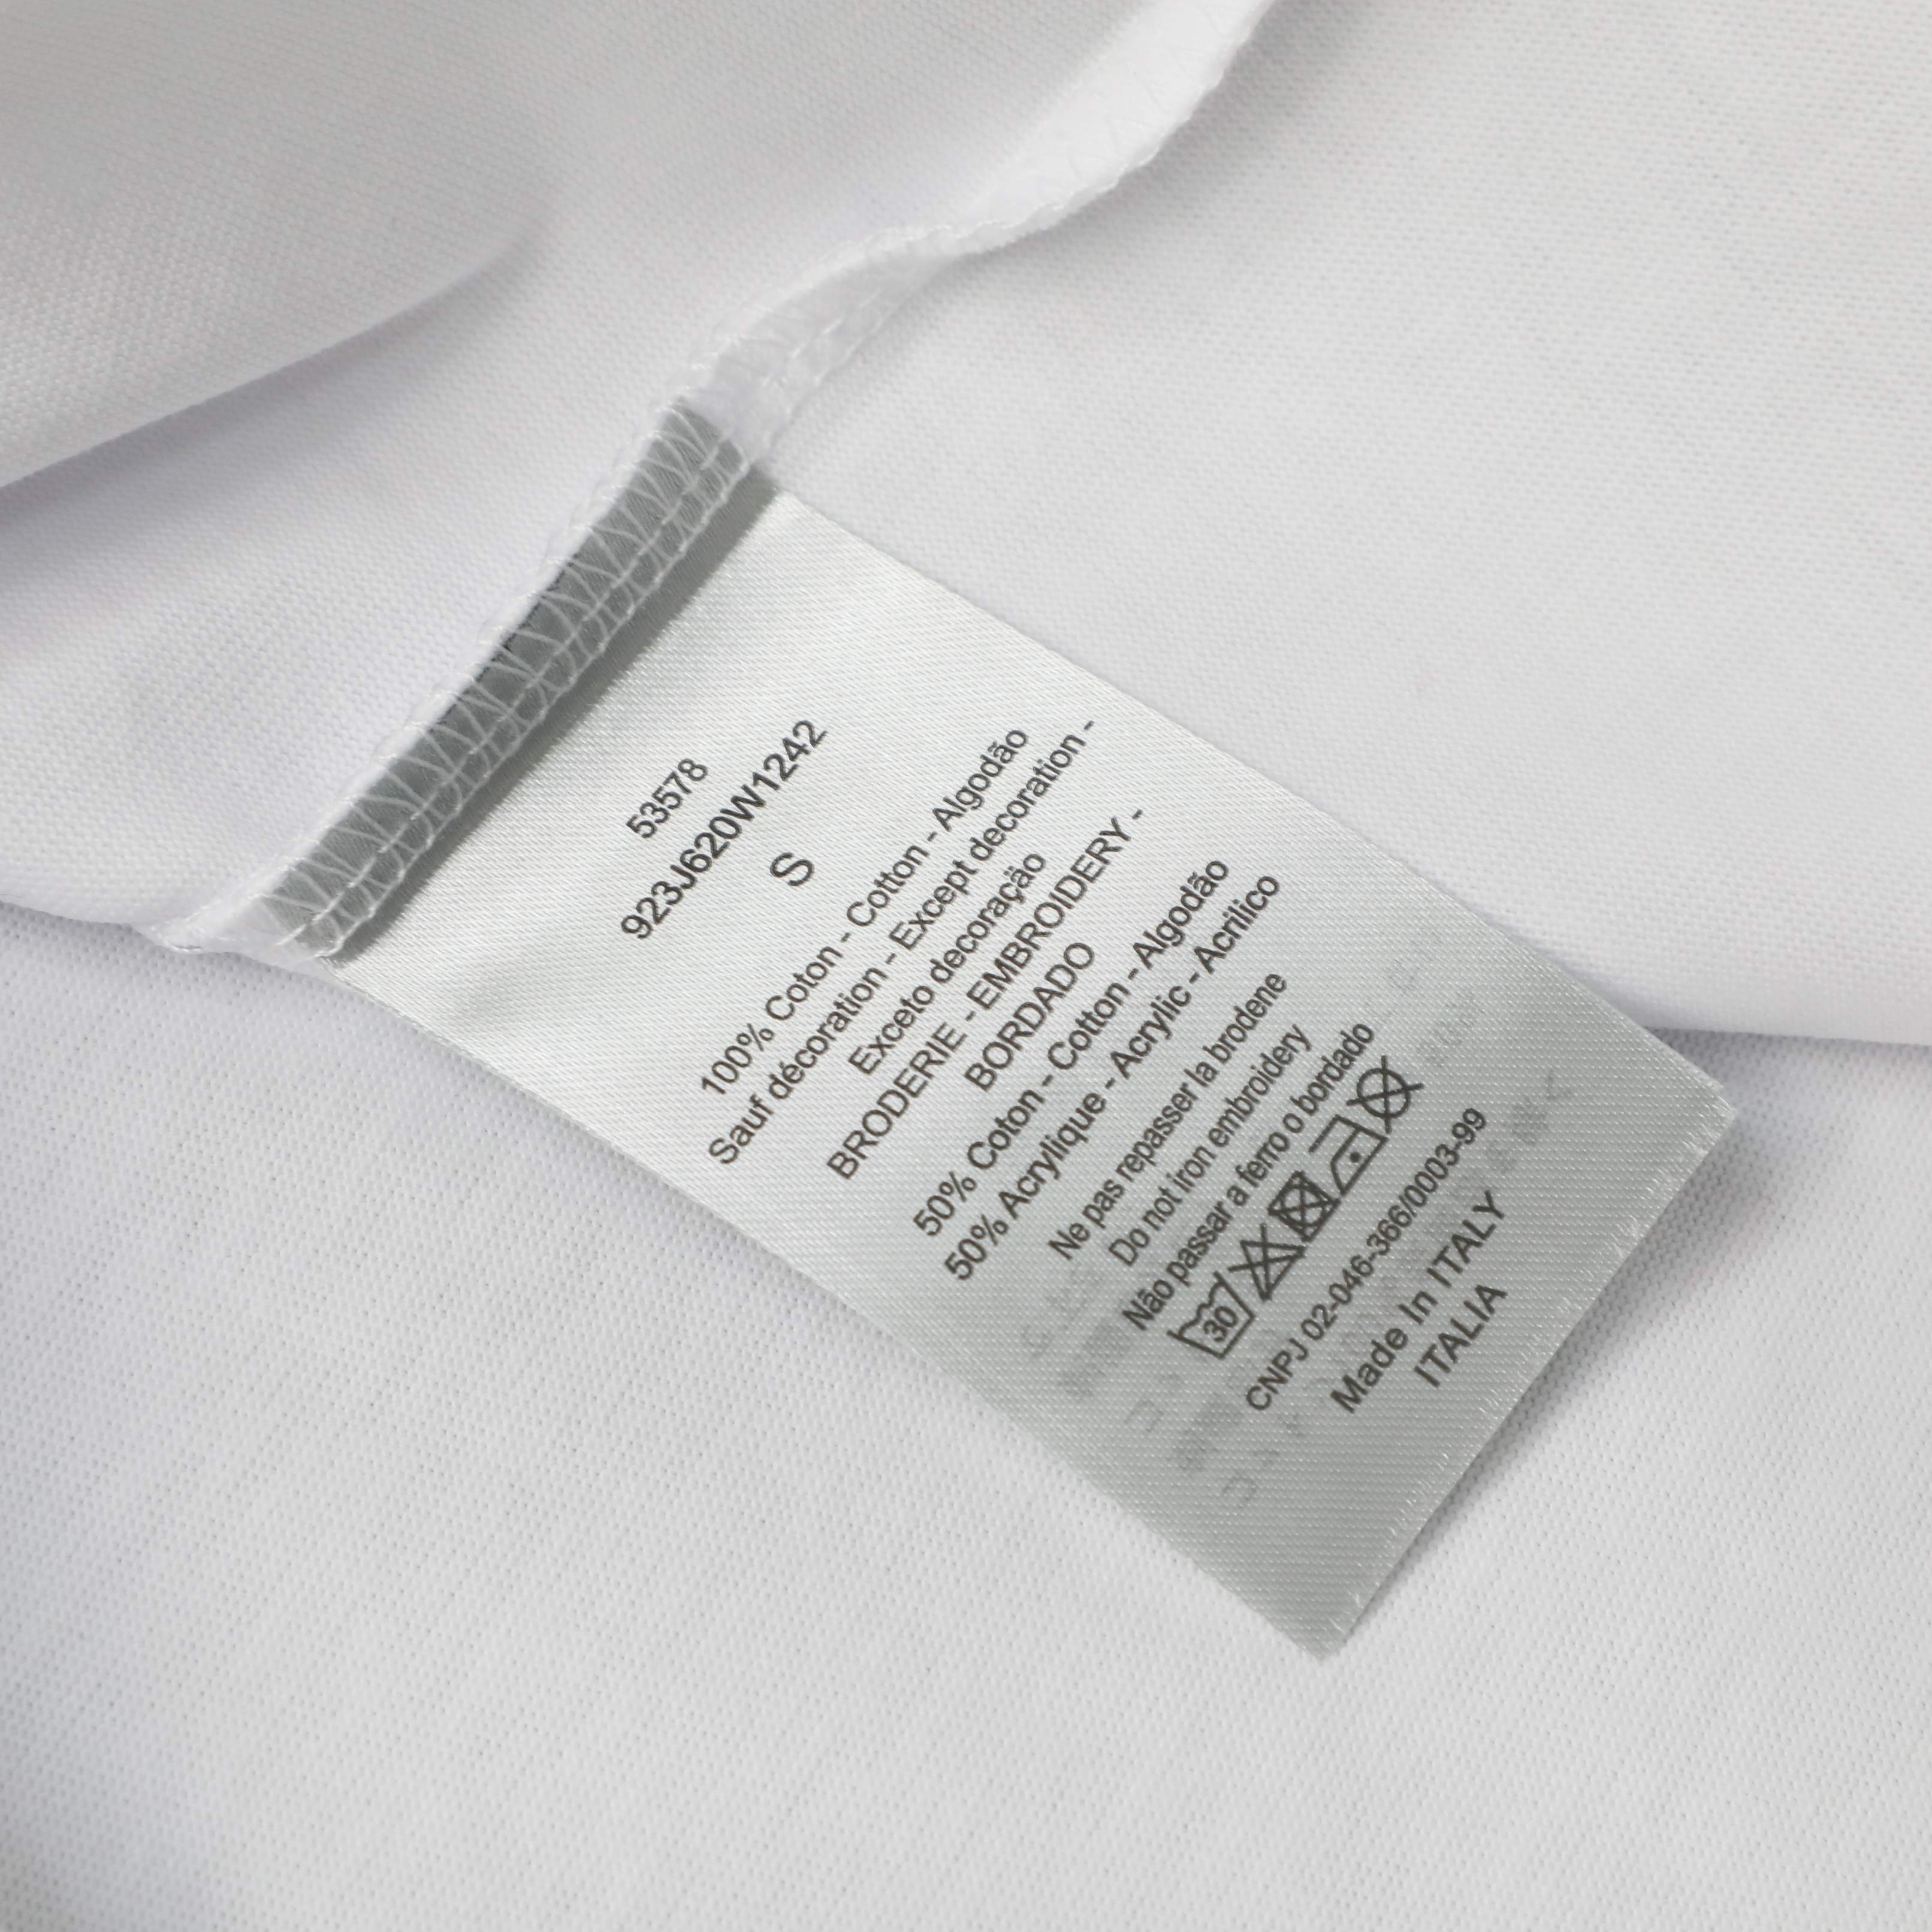 53578
923J620W1242
S
100% Coton - Cotton - Algodão
Sauf décoration - Except decoration -
Exceto decoração
BRODERIE - EMBROIDERY -
BORDADO
50% Coton - Cotton - Algodão
50% Acrylique - Acrylic - Acrilico
Ne pas repasser la brodene
Do not iron embroidery
Não passar a ferro o bordado
30
CNPJ 02-046-366/0003-99
Made In ITALY
ITALIA